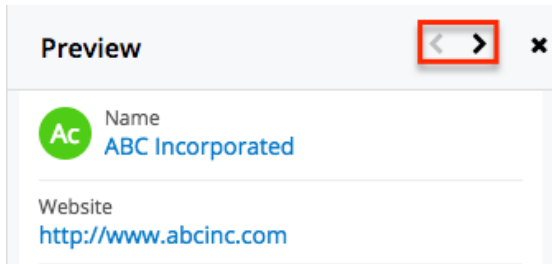 Preview
Ac
Name
ABC Incorporated
Website
http://www.abcinc.com